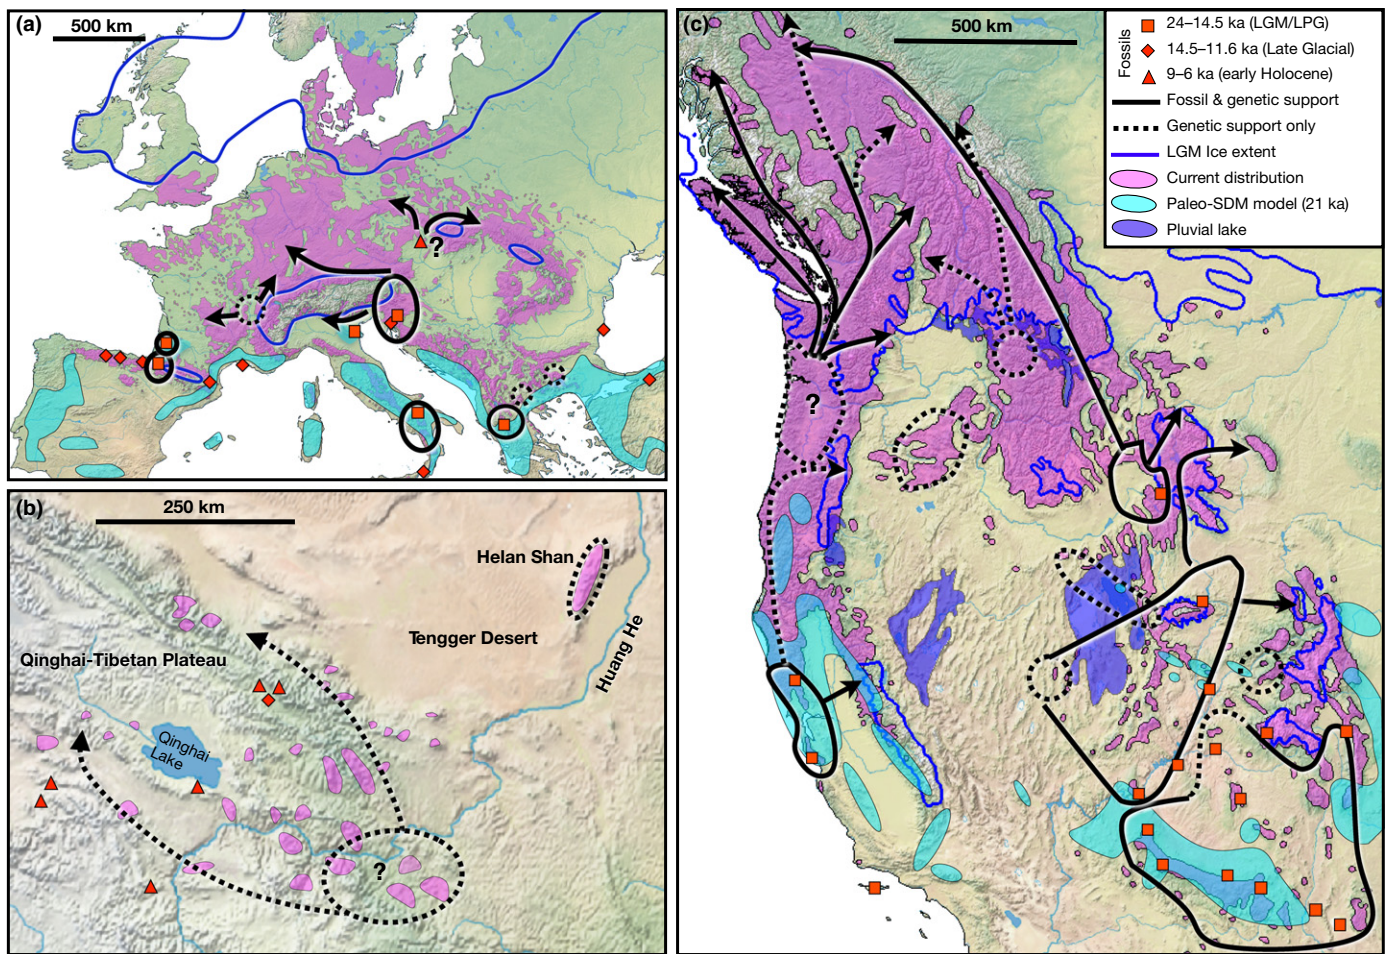 (a)
500 km
?
(b)
250 km
Helan Shan
Tengger Desert
Huang He
Qinghai-Tibetan Plateau
Qinghai
Lake
?
(c)
500 km
?
Fossils
24–14.5 ka (LGM/LPG)
14.5–11.6 ka (Late Glacial)
9–6 ka (early Holocene)
Fossil & genetic support
Genetic support only
LGM Ice extent
Current distribution
Paleo-SDM model (21 ka)
Pluvial lake